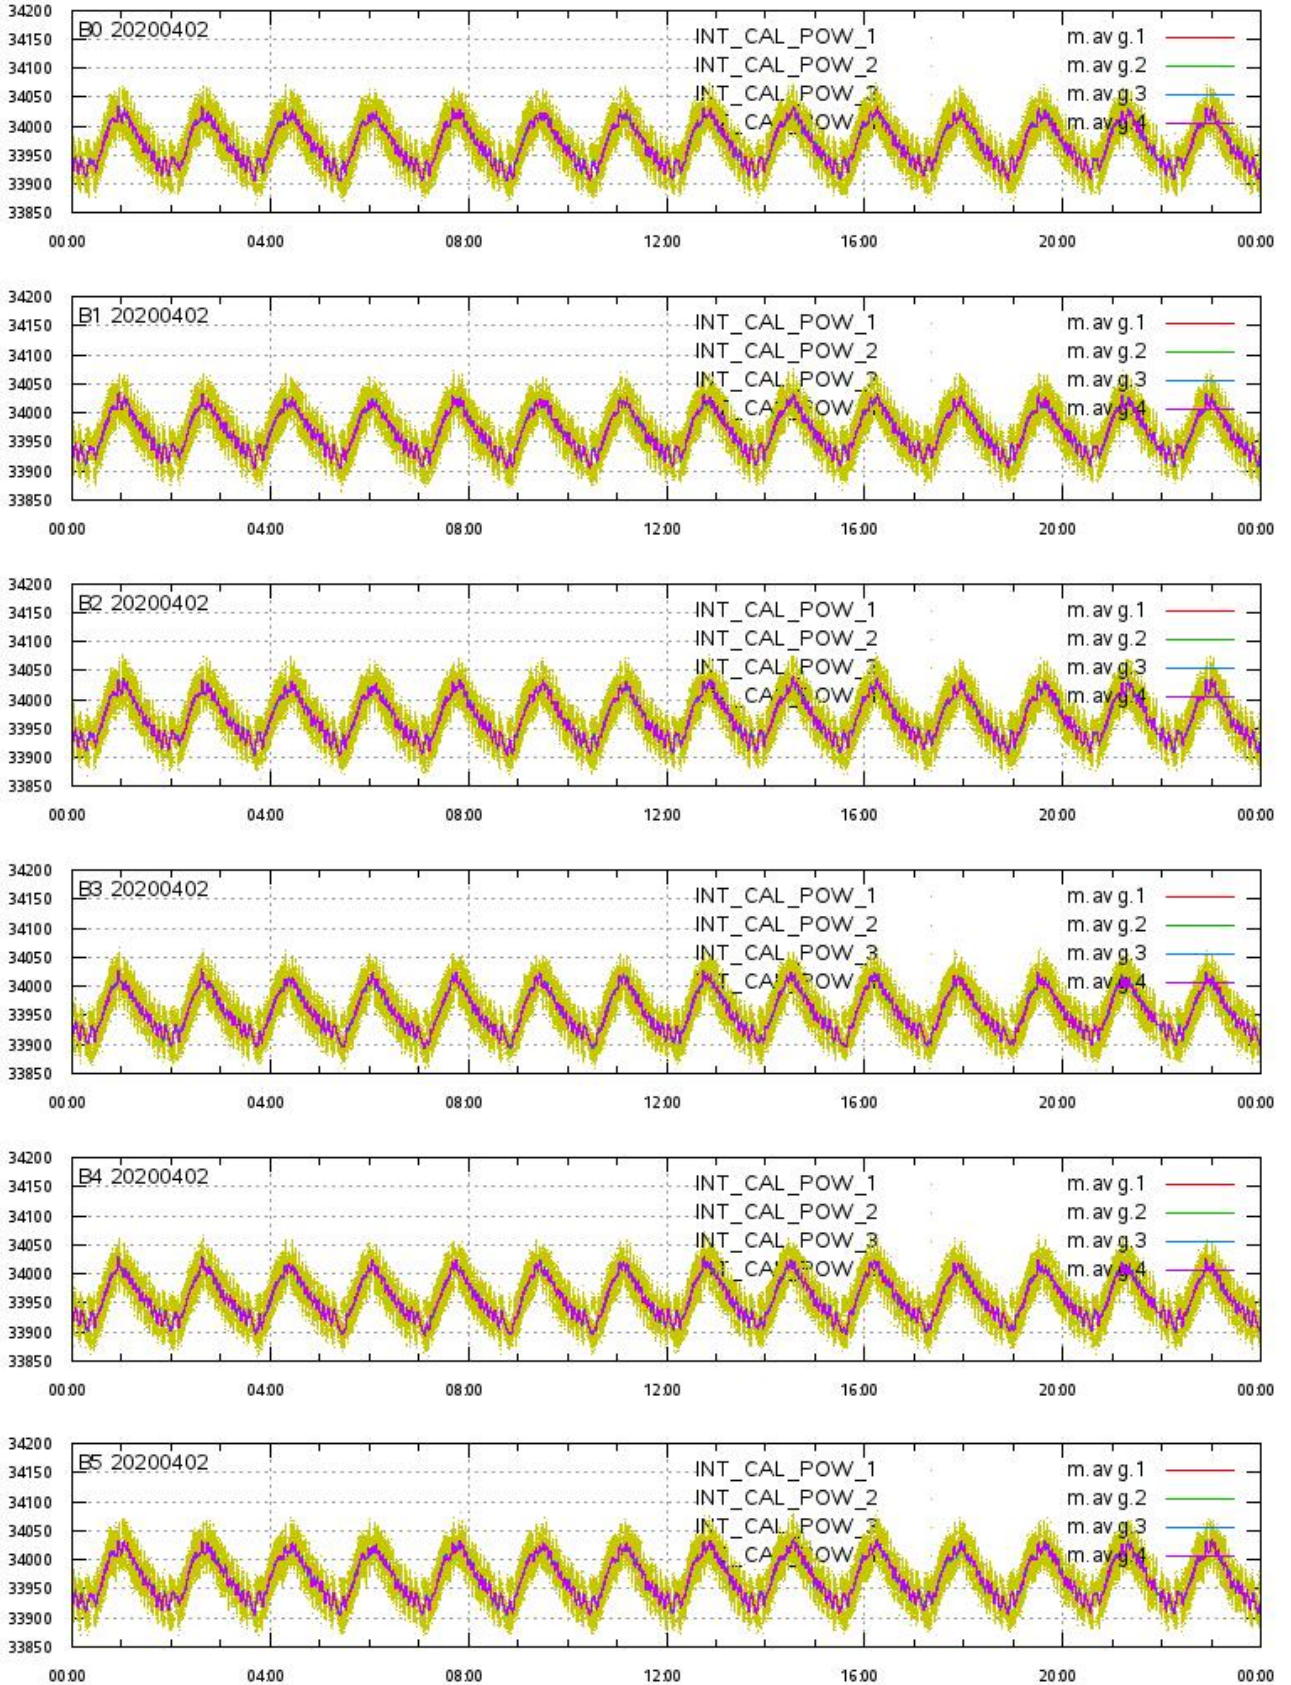 34200
B0 20200402 INT_CAL_POW_1 m.avg.1
34150
INT_CAL_POW_2 m.avg.2
34100
INT_CAL_POW_3 m.avg.3
34050
m.avg.4
34000
33950
33900
33850
00:00 04:00 08:00 12:00 16:00 20:00 00:00
34200
B1 20200402 INT_CAL_POW_1 m.avg.1
34150
INT_CAL_POW_2 m.avg.2
34100
INT_CAL_POW_3 m.avg.3
34050
m.avg.4
34000
33950
33900
33850
00:00 04:00 08:00 12:00 16:00 20:00 00:00
34200
B2 20200402 INT_CAL_POW_1 m.avg.1
34150
INT_CAL_POW_2 m.avg.2
34100
INT_CAL_POW_3 m.avg.3
34050
m.avg.4
34000
33950
33900
33850
00:00 04:00 08:00 12:00 16:00 20:00 00:00
34200
B3 20200402 INT_CAL_POW_1 m.avg.1
34150
INT_CAL_POW_2 m.avg.2
34100
INT_CAL_POW_3 m.avg.3
34050
m.avg.4
34000
33950
33900
33850
00:00 04:00 08:00 12:00 16:00 20:00 00:00
34200
B4 20200402 INT_CAL_POW_1 m.avg.1
34150
INT_CAL_POW_2 m.avg.2
34100
INT_CAL_POW_3 m.avg.3
34050
m.avg.4
34000
33950
33900
33850
00:00 04:00 08:00 12:00 16:00 20:00 00:00
34200
B5 20200402 INT_CAL_POW_1 m.avg.1
34150
INT_CAL_POW_2 m.avg.2
34100
INT_CAL_POW_3 m.avg.3
34050
m.avg.4
34000
33950
33900
33850
00:00 04:00 08:00 12:00 16:00 20:00 00:00